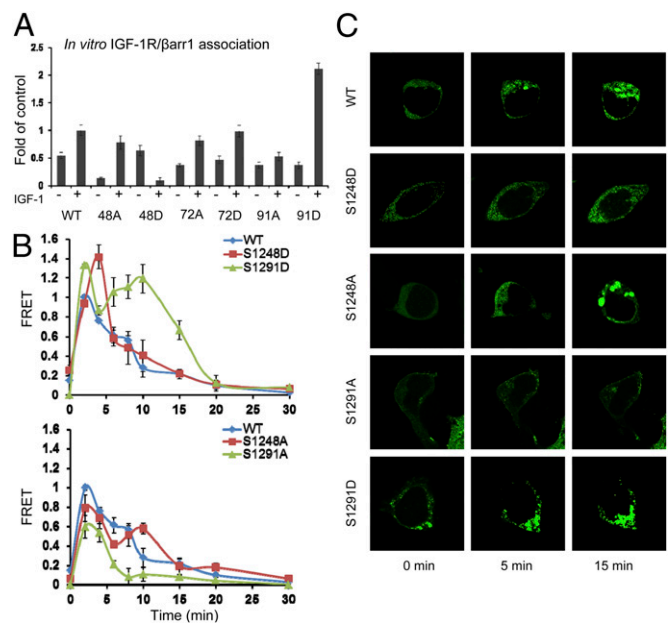 A
In vitro IGF-1R/βarr1 association
Fold of control
2.5
2
1.5
1
0.5
0
IGF-1 - + - + - + - + - + - + - +
WT 48A 48D 72A 72D 91A 91D
B
WT
S1248D
S1291D
FRET
1.6
1.4
1.2
1
0.8
0.6
0.4
0.2
0
0 5 10 15 20 25 30
WT
S1248A
S1291A
FRET
1.6
1.4
1.2
1
0.8
0.6
0.4
0.2
0
0 5 10 15 20 25 30
Time (min)
C
WT
S1248D
S1248A
S1291A
S1291D
0 min 5 min 15 min